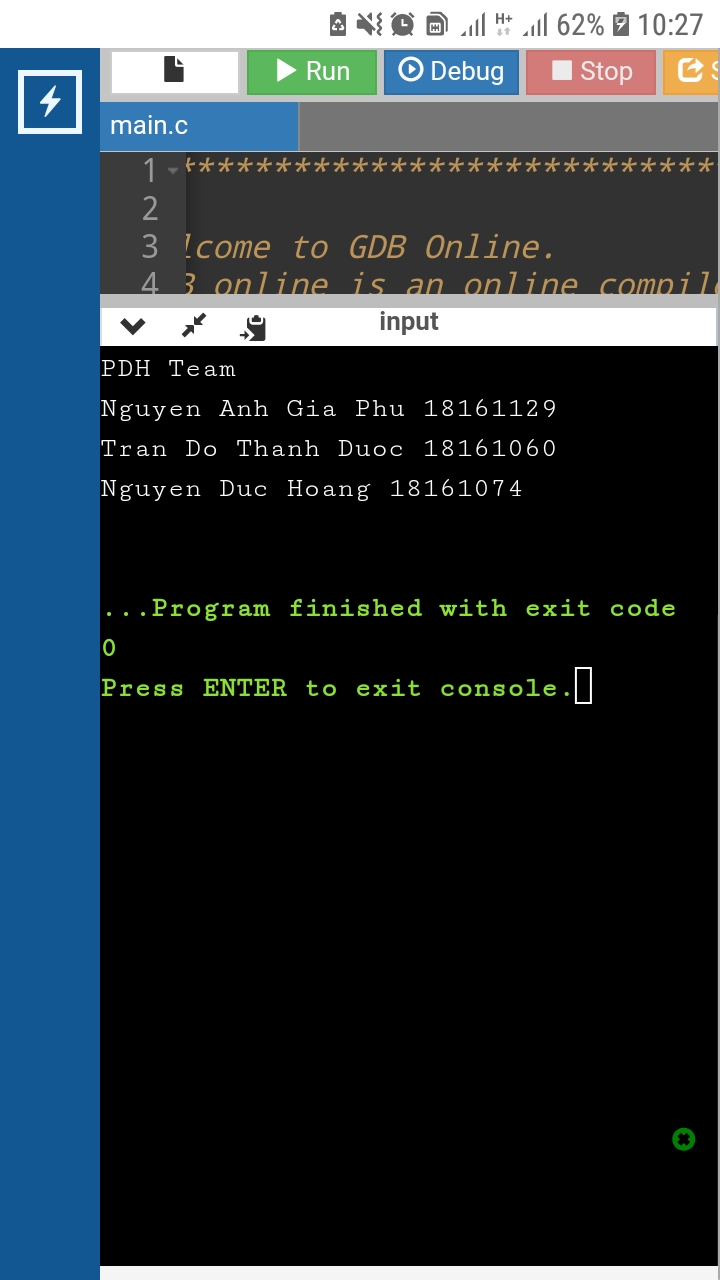 H+ 62% 10:27
Run Debug Stop
main.c
1 *****************************
2
3 lcome to GDB Online.
4 online is an online
input
PDH Team
Nguyen Anh Gia Phu 18161129
Tran Do Thanh Duoc 18161060
Nguyen Duc Hoang 18161074
...Program finished with exit code
0
Press ENTER to exit console.